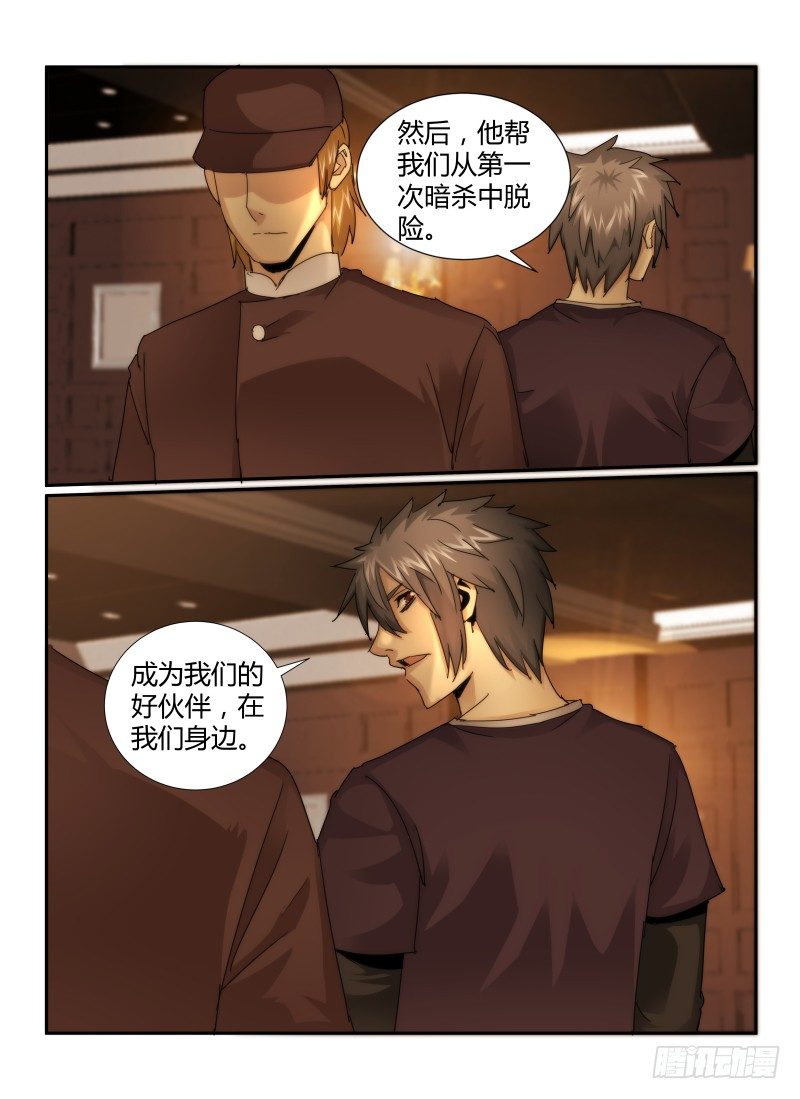 然后，他帮
我们从第一
次暗杀中脱
险。
成为我们的
好伙伴，在
我们身边。
腾讯动漫